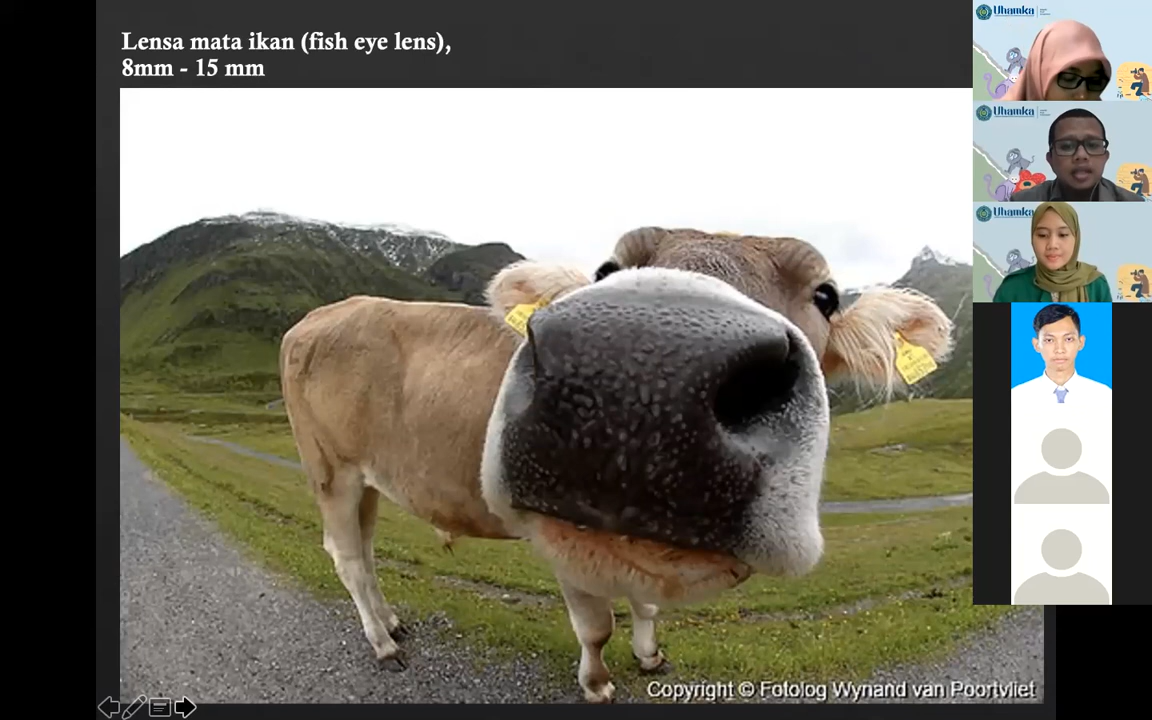 Lensa mata ikan (fish eye lens),
8mm - 15 mm
Uhamka
Uhamka
Uhamka
Copyright © Fotolog Wynand van Poortvliet